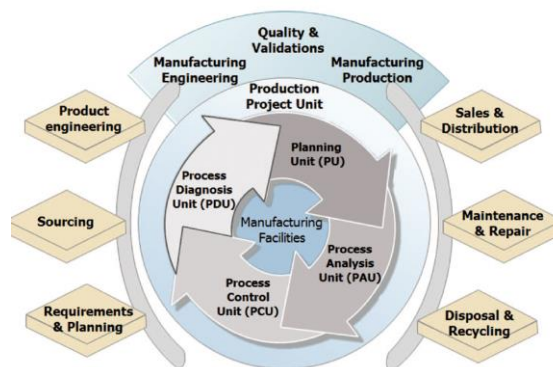 Quality &
Validations
Manufacturing
Engineering
Manufacturing
Production
Production
Project Unit
Product
engineering
Sales &
Distribution
Planning
Unit (PU)
Process
Diagnosis
Unit (PDU)
Sourcing
Manufacturing
Facilities
Maintenance
& Repair
Process
Analysis
Unit (PAU)
Process
Control
Unit (PCU)
Requirements
& Planning
Disposal &
Recycling